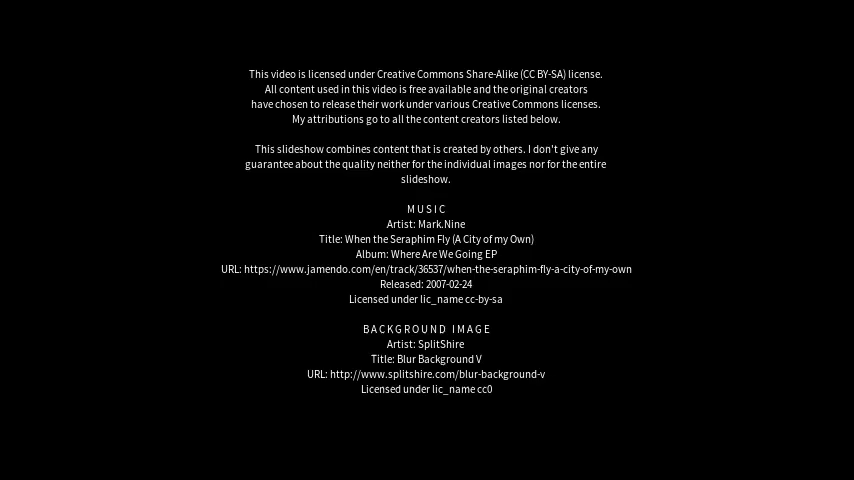 This video is licensed under Creative Commons Share-Alike (CC BY-SA) license.
All content used in this video is free available and the original creators
have chosen to release their work under various Creative Commons licenses.
My attributions go to all the content creators listed below.
This slideshow combines content that is created by others. I don't give any
guarantee about the quality neither for the individual images nor for the entire
slideshow.
MUSIC
Artist: Mark.Nine
Title: When the Seraphim Fly (A City of my Own)
Album: Where Are We Going EP
URL: https://www.jamendo.com/en/track/36537/when-the-seraphim-fly-a-city-of-my-own
Released: 2007-02-24
Licensed under lic_name cc-by-sa
BACKGROUND IMAGE
Artist: SplitShire
Title: Blur Background V
URL: http://www.splitshire.com/blur-background-v
Licensed under lic_name cc0